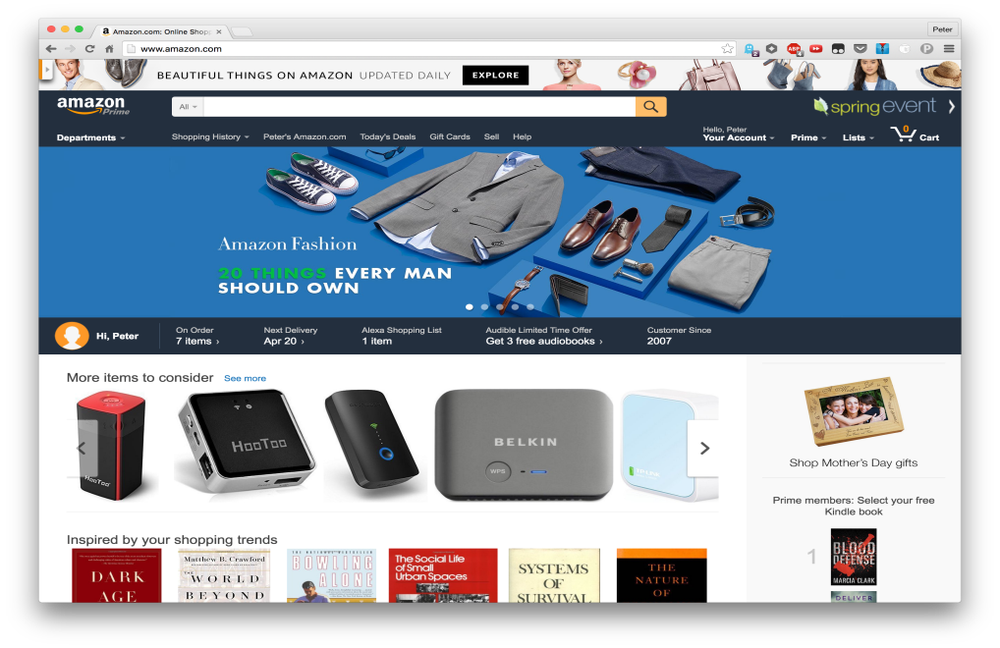 Amazon.com: Online Shop
Peter
www.amazon.com
BEAUTIFUL THINGS ON AMAZON UPDATED DAILY EXPLORE
amazon Prime
All
spring event
Departments
Shopping History Peter's Amazon.com Today's Deals Gift Cards Sell Help
Hello, Peter
Your Account Prime Lists 0 Cart
Amazon Fashion
20 THINGS EVERY MAN
SHOULD OWN
Hi, Peter
On Order
7 items ›
Next Delivery
Apr 20 ›
Alexa Shopping List
1 item
Audible Limited Time Offer
Get 3 free audiobooks ›
Customer Since
2007
More items to consider See more
HooToo
HooToo
BELKIN
WPS
Shop Mother's Day gifts
Prime members: Select your free
Kindle book
1
BLOOD
DEFENSE
MARCIA CLARK
DELIVER
Inspired by your shopping trends
DARK
AGE
Matthew B. Crawford
THE
WORLD
BEYOND
BOWLING
ALONE
The Social Life
of Small
Urban Spaces
SYSTEMS
OF
SURVIVAL
THE
NATURE
OF